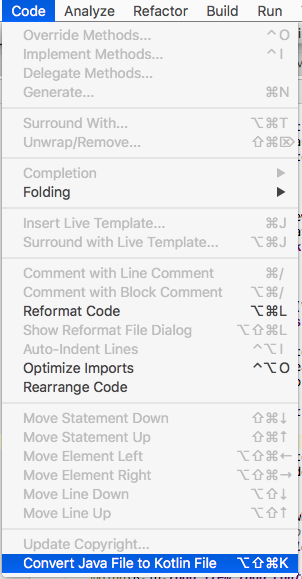 Code Analyze Refactor Build Run
Override Methods... ^O
Implement Methods... ^I
Delegate Methods...
Generate... ⌘N
Surround With... ⌥⌘T
Unwrap/Remove... ⇧⌘⌦
Completion ▶
Folding ▶
Insert Live Template... ⌘J
Surround with Live Template... ⌥⌘J
Comment with Line Comment ⌘/
Comment with Block Comment ⌥⌘/
Reformat Code ⌥⌘L
Show Reformat File Dialog ⌥⇧⌘L
Auto-Indent Lines ^⌥I
Optimize Imports ^⌥O
Rearrange Code
Move Statement Down ⇧⌘↓
Move Statement Up ⇧⌘↑
Move Element Left ⌥⇧⌘←
Move Element Right ⌥⇧⌘→
Move Line Down ⌥⇧↓
Move Line Up ⌥⇧↑
Update Copyright...
Convert Java File to Kotlin File ⌥⇧⌘K